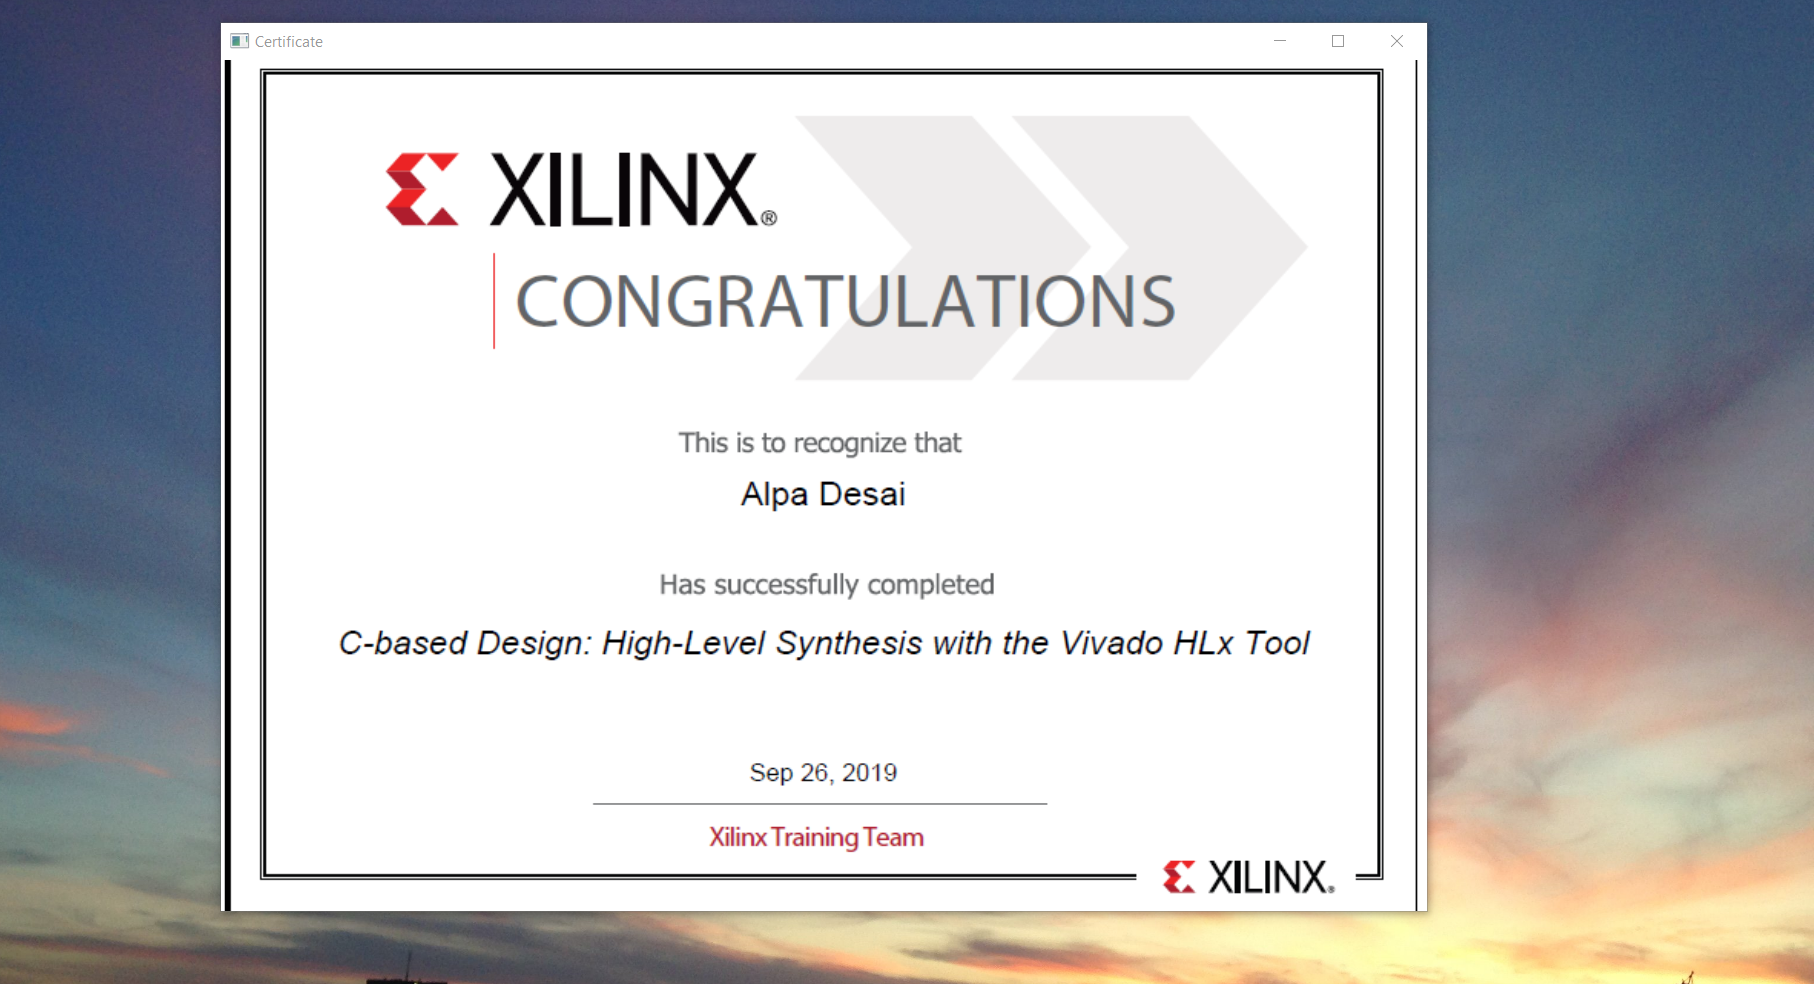 Certificate
XILINX®
CONGRATULATIONS
This is to recognize that
Alpa Desai
Has successfully completed
C-based Design: High-Level Synthesis with the Vivado HLx Tool
Sep 26, 2019
Xilinx Training Team
XILINX®